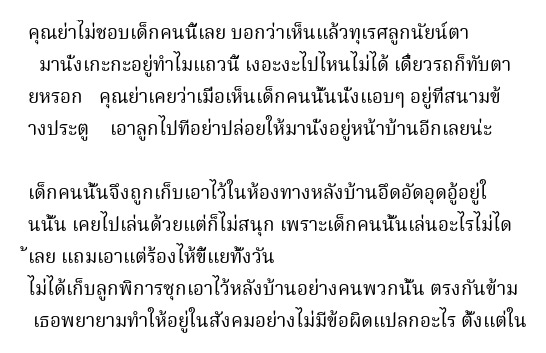 คุณย่าไม่ชอบเด็กคนนี้เลย บอกว่าเห็นแล้วทุเรศลูกนัยน์ตา
มานั่งเกะกะอยู่ทำไมแถวนี้ เงอะงะไปไหนไม่ได้ เดี๋ยวรถก็ทับตา
ยหรอก คุณย่าเคยว่าเมื่อเห็นเด็กคนนั้นนั่งแอบๆ อยู่ที่สนามข้
างประตู เอาลูกไปทีอย่าปล่อยให้มานั่งอยู่หน้าบ้านอีกเลยน่ะ
เด็กคนนั้นจึงถูกเก็บเอาไว้ในห้องทางหลังบ้านอึดอัดอุดอู้อยู่ใ
นนั้น เคยไปเล่นด้วยแต่ก็ไม่สนุก เพราะเด็กคนนั้นเล่นอะไรไม่ได
้เลย แถมเอาแต่ร้องไห้ขี้แยทั้งวัน
ไม่ได้เก็บลูกพิการซุกเอาไว้หลังบ้านอย่างคนพวกนั้น ตรงกันข้าม
เธอพยายามทำให้อยู่ในสังคมอย่างไม่มีข้อผิดแปลกอะไร ตั้งแต่ใน